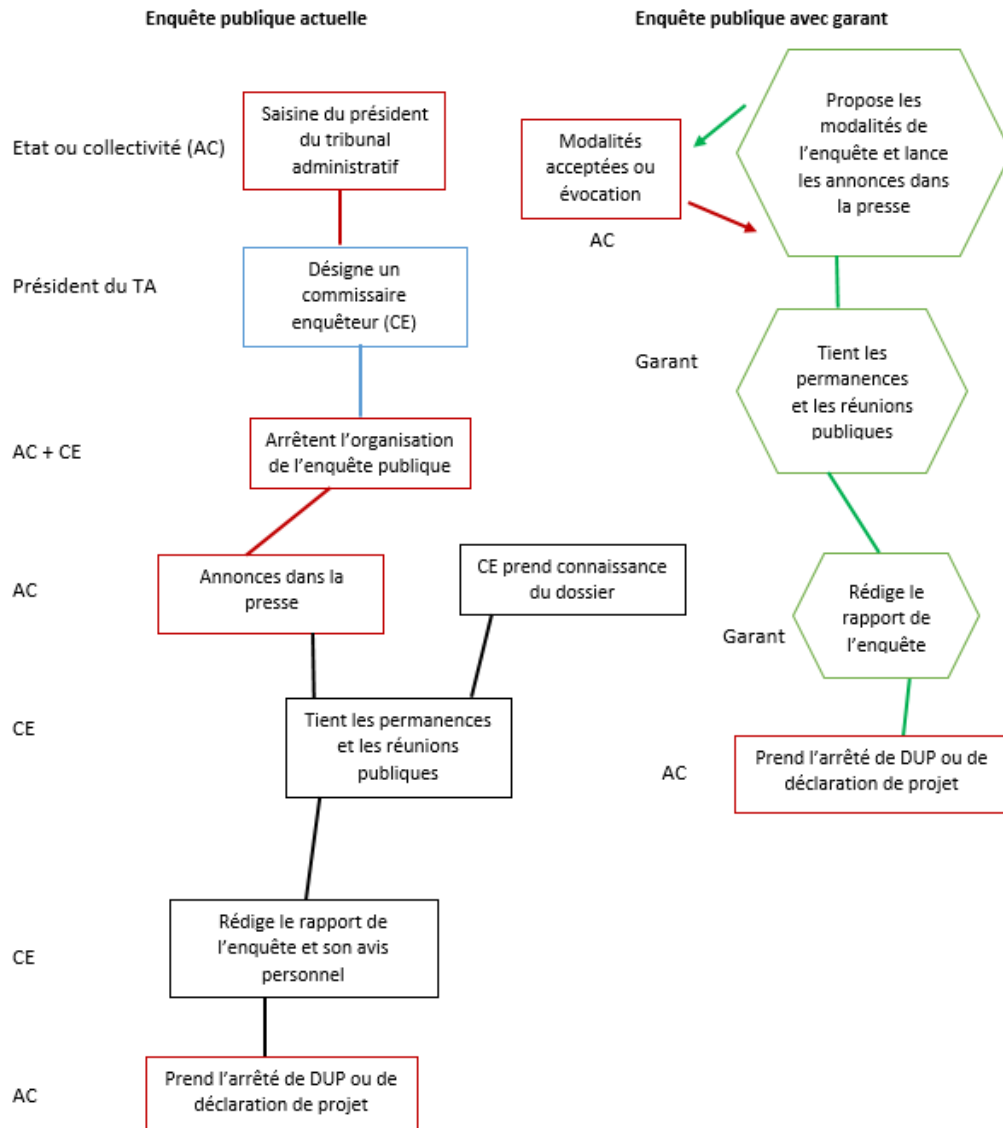 Enquête publique actuelle
Etat ou collectivité (AC)
Saisine du président
du tribunal
administratif
Président du TA
Désigne un
commissaire
enquêteur (CE)
AC + CE
Arrêtent l’organisation
de l’enquête publique
AC
Annonces dans la
presse
CE prend connaissance
du dossier
CE
Tient les permanences
et les réunions
publiques
CE
Rédige le rapport de
l’enquête et son avis
personnel
AC
Prend l’arrêté de DUP ou de
déclaration de projet
Enquête publique avec garant
Propose les
modalités de
l’enquête et lance
les annonces dans
la presse
Modalités
acceptées ou
évocation
AC
Garant
Tient les
permanences
et les réunions
publiques
Garant
Rédige le
rapport de
l’enquête
AC
Prend l’arrêté de DUP ou de
déclaration de projet